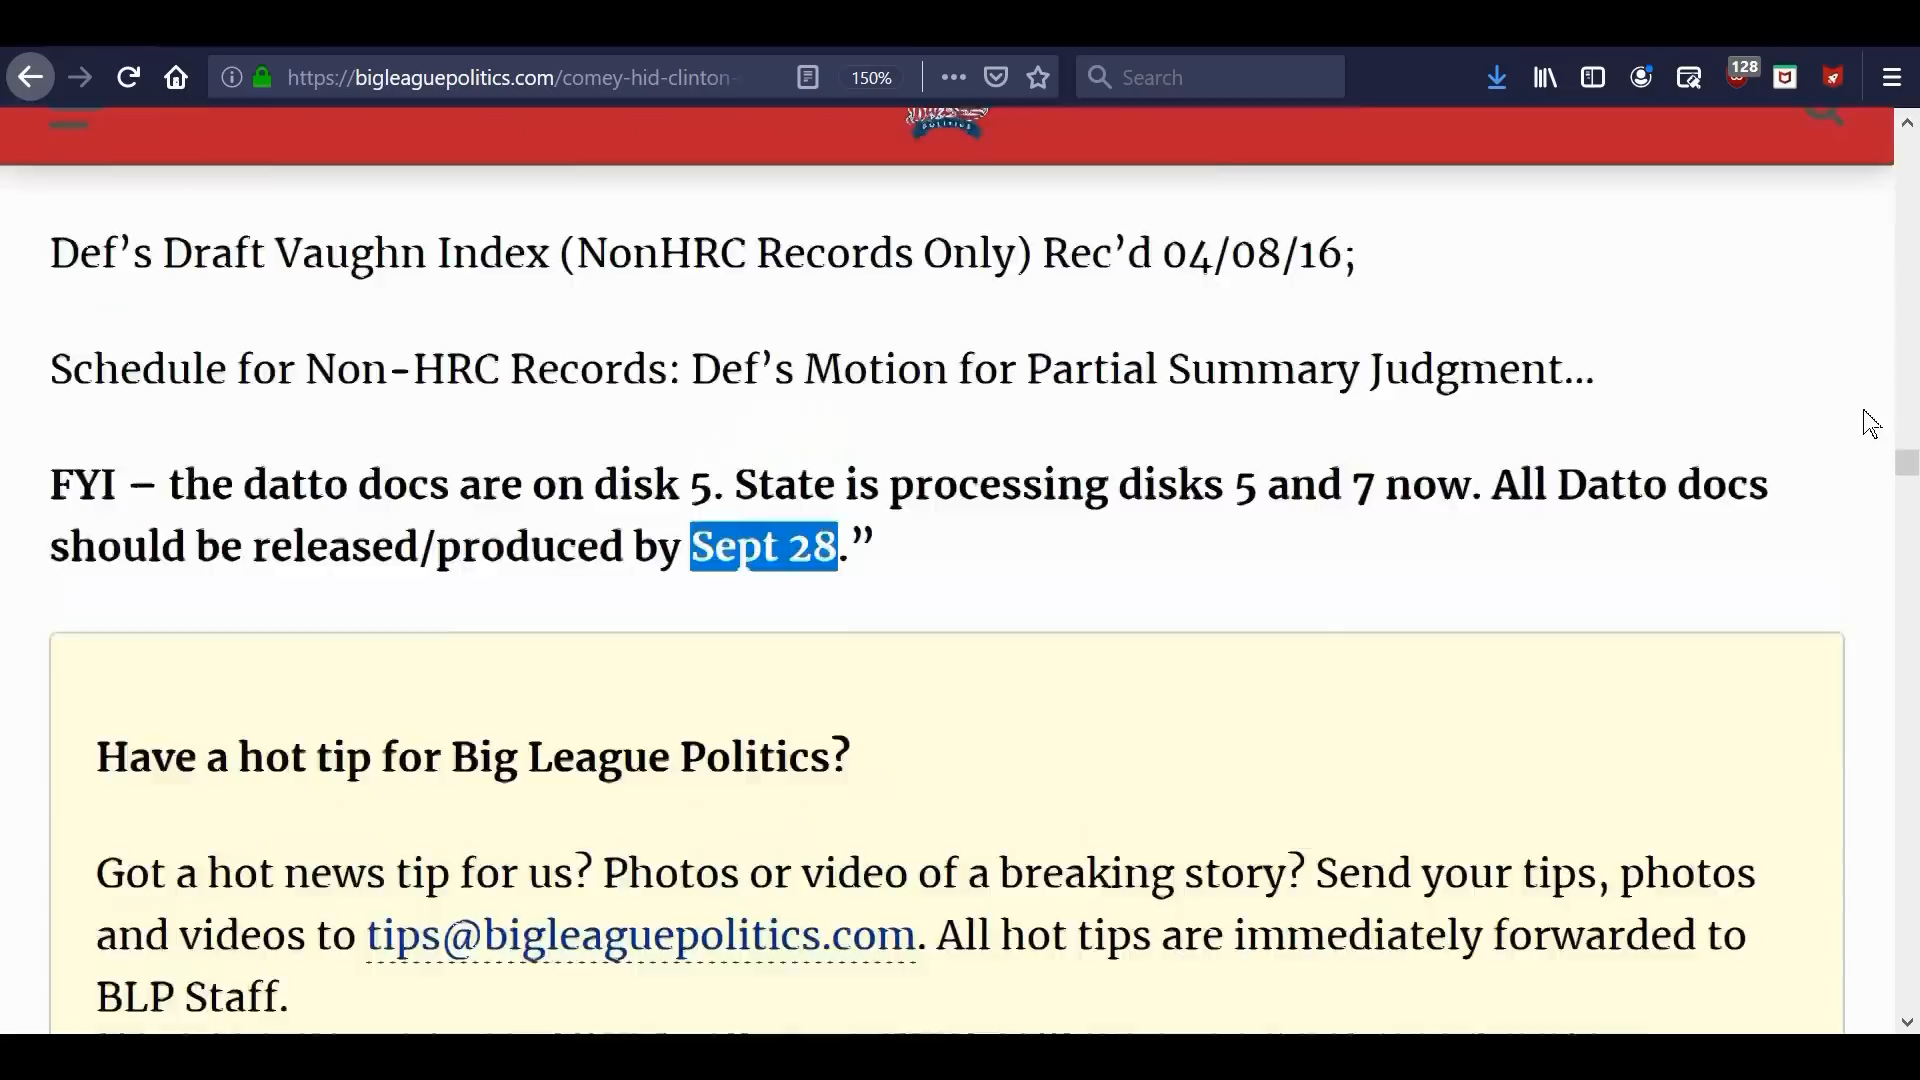 https://bigleaguepolitics.com/comey-hid-clinton-
150%
Search
128
POLITICS
Def’s Draft Vaughn Index (NonHRC Records Only) Rec’d 04/08/16;
Schedule for Non-HRC Records: Def’s Motion for Partial Summary Judgment…
FYI – the datto docs are on disk 5. State is processing disks 5 and 7 now. All Datto docs
should be released/produced by Sept 28.”
Have a hot tip for Big League Politics?
Got a hot news tip for us? Photos or video of a breaking story? Send your tips, photos
and videos to tips@bigleaguepolitics.com. All hot tips are immediately forwarded to
BLP Staff.